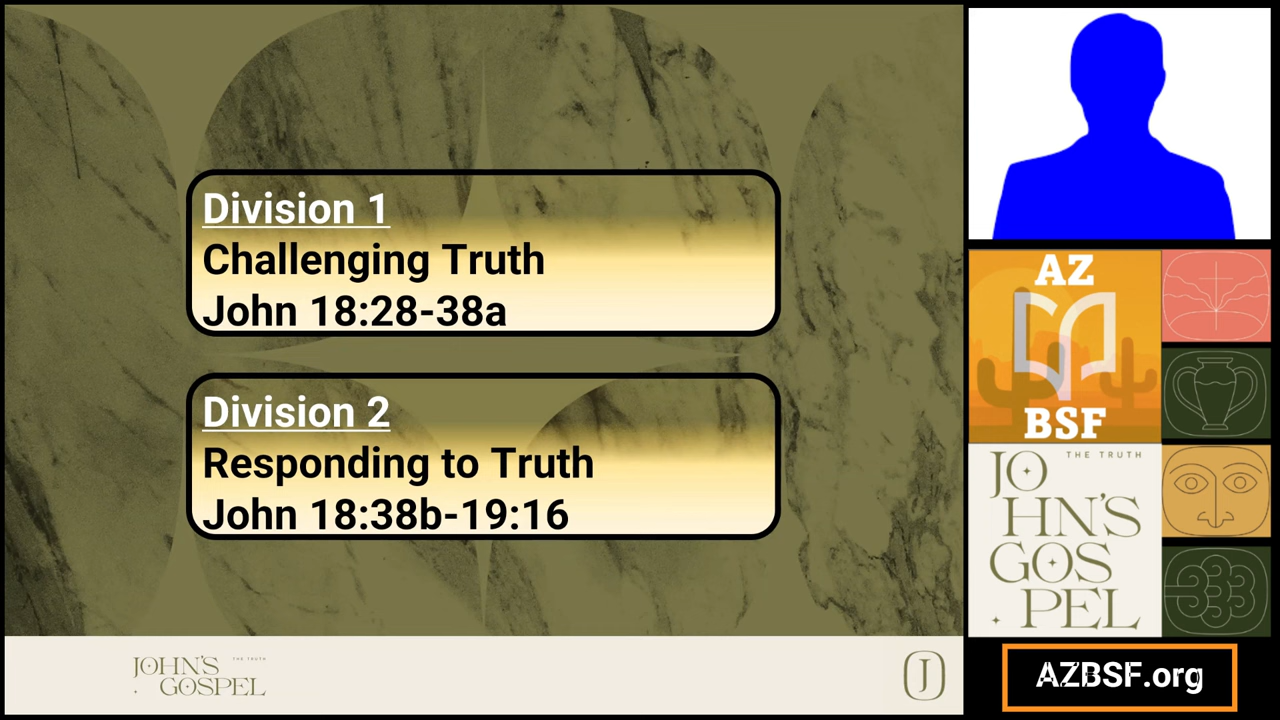 Division 1
Challenging Truth
John 18:28-38a
Division 2
Responding to Truth
John 18:38b-19:16
JOHN'S THE TRUTH
GOSPEL
J
AZ
BSF
THE TRUTH
JO
HN'S
GOS
PEL
AZBSF.org